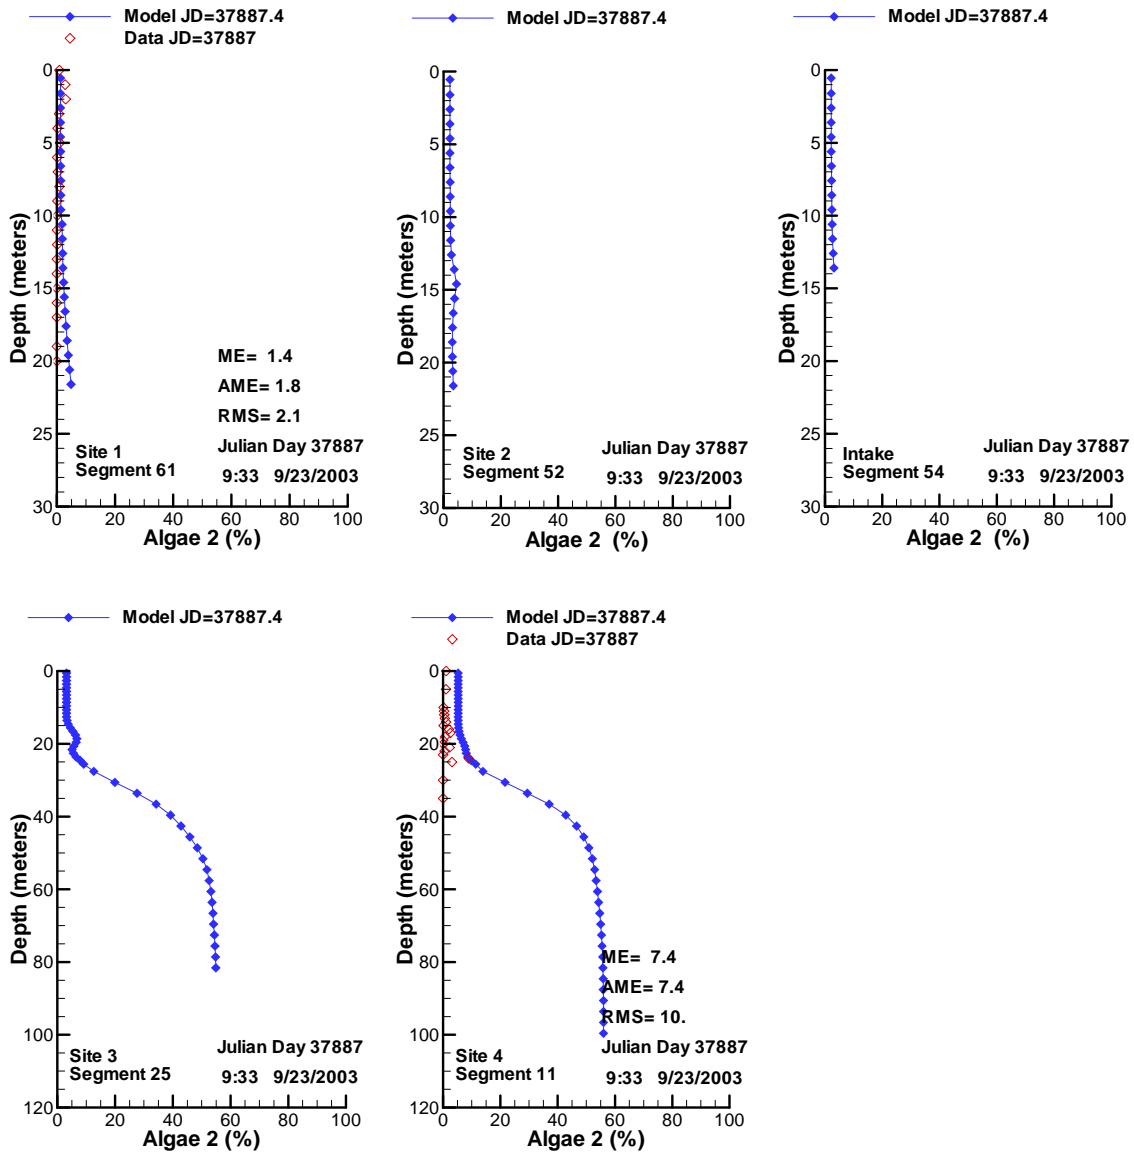 Model JD=37887.4
Data JD=37887
0
5
10
15
20
25
30
Depth (meters)
ME= 1.4
AME= 1.8
RMS= 2.1
Site 1
Segment 61
Julian Day 37887
9:33 9/23/2003
0 20 40 60 80 100
Algae 2 (%)
Model JD=37887.4
0
5
10
15
20
25
30
Depth (meters)
Site 2
Segment 52
Julian Day 37887
9:33 9/23/2003
0 20 40 60 80 100
Algae 2 (%)
Model JD=37887.4
0
5
10
15
20
25
30
Depth (meters)
Intake
Segment 54
Julian Day 37887
9:33 9/23/2003
0 20 40 60 80 100
Algae 2 (%)
Model JD=37887.4
0
20
40
60
80
100
120
Depth (meters)
Site 3
Segment 25
Julian Day 37887
9:33 9/23/2003
0 20 40 60 80 100
Algae 2 (%)
Model JD=37887.4
Data JD=37887
0
20
40
60
80
100
120
Depth (meters)
ME= 7.4
AME= 7.4
RMS= 10.
Site 4
Segment 11
Julian Day 37887
9:33 9/23/2003
0 20 40 60 80 100
Algae 2 (%)